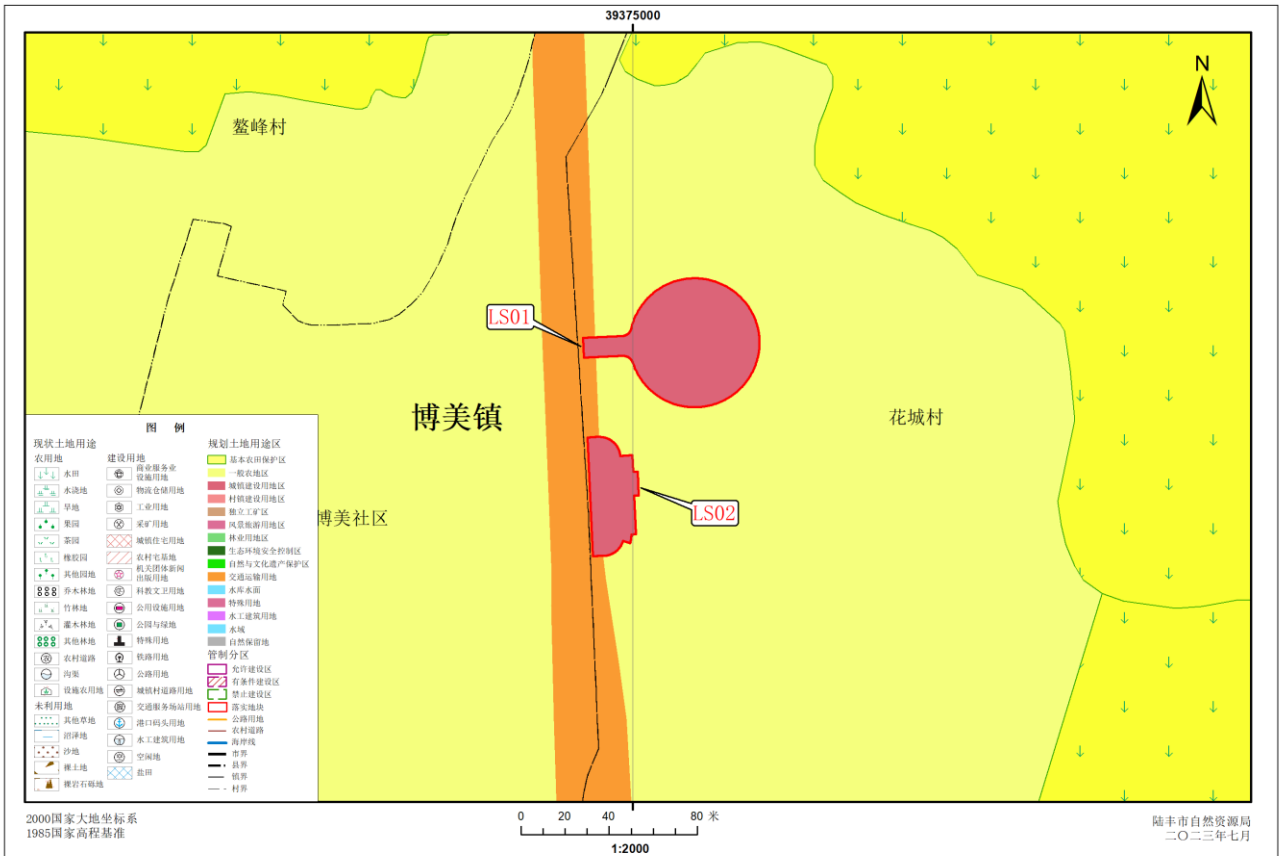 39375000
N
鳌峰村
LS01
博美镇
花城村
LS02
博美社区
图 例
现状土地用途
农用地
水田
水浇地
旱地
果园
茶园
橡胶园
其他园地
乔木林地
竹林地
灌木林地
其他林地
农村道路
沟渠
设施农用地
未利用地
其他草地
沼泽地
沙地
裸土地
裸岩石砾地
建设用地
商业服务业
设施用地
物流仓储用地
工业用地
采矿用地
城镇住宅用地
农村宅基地
机关团体新闻
出版用地
科教文卫用地
公用设施用地
公园与绿地
特殊用地
铁路用地
公路用地
城镇村道路用地
交通服务场站用地
港口码头用地
水工建筑用地
空闲地
盐田
规划土地用途区
基本农田保护区
一般农地区
城镇建设用地区
村镇建设用地区
独立工矿区
风景旅游用地区
林业用地区
生态环境安全控制区
自然与文化遗产保护区
交通运输用地
水库水面
特殊用地
水工建筑用地
水域
自然保留地
管制分区
允许建设区
有条件建设区
禁止建设区
落实地块
公路用地
农村道路
海岸线
市界
县界
镇界
村界
2000国家大地坐标系
1985国家高程基准
0 20 40 80 米
1:2000
陆丰市自然资源局
二〇二三年七月